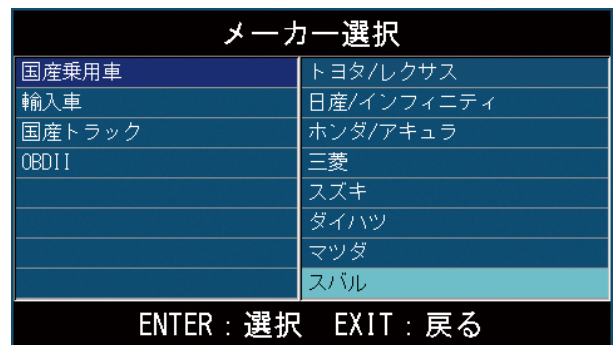 メーカー選択
国産乗用車
輸入車
国産トラック
OBDII
トヨタ/レクサス
日産/インフィニティ
ホンダ/アキュラ
三菱
スズキ
ダイハツ
マツダ
スバル
ENTER：選択 EXIT：戻る